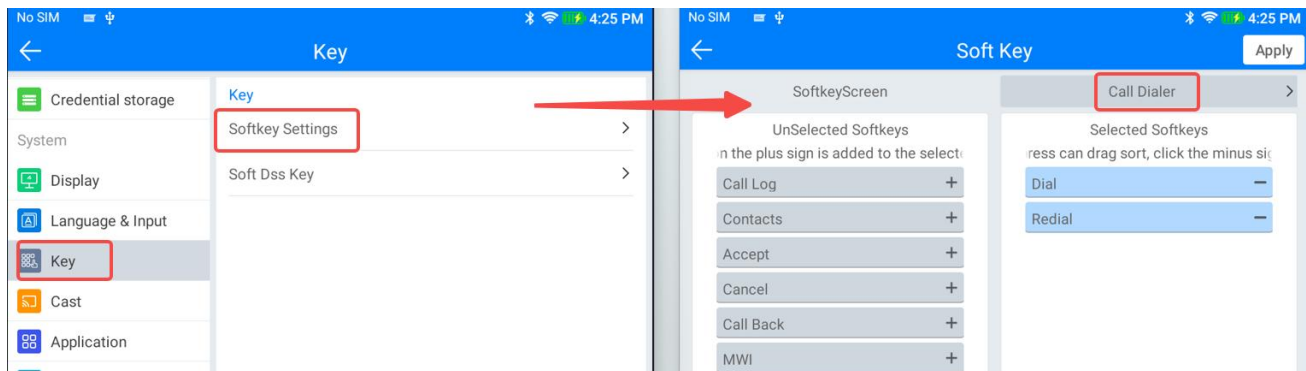 No SIM
4:25 PM
Key
Credential storage
System
Display
Language & Input
Key
Cast
Application
Key
Softkey Settings
Soft Dss Key
No SIM
4:25 PM
Soft Key
Apply
SoftkeyScreen
Call Dialer
UnSelected Softkeys
n the plus sign is added to the selecte
Call Log
Contacts
Accept
Cancel
Call Back
MWI
Selected Softkeys
ress can drag sort, click the minus sig
Dial
Redial